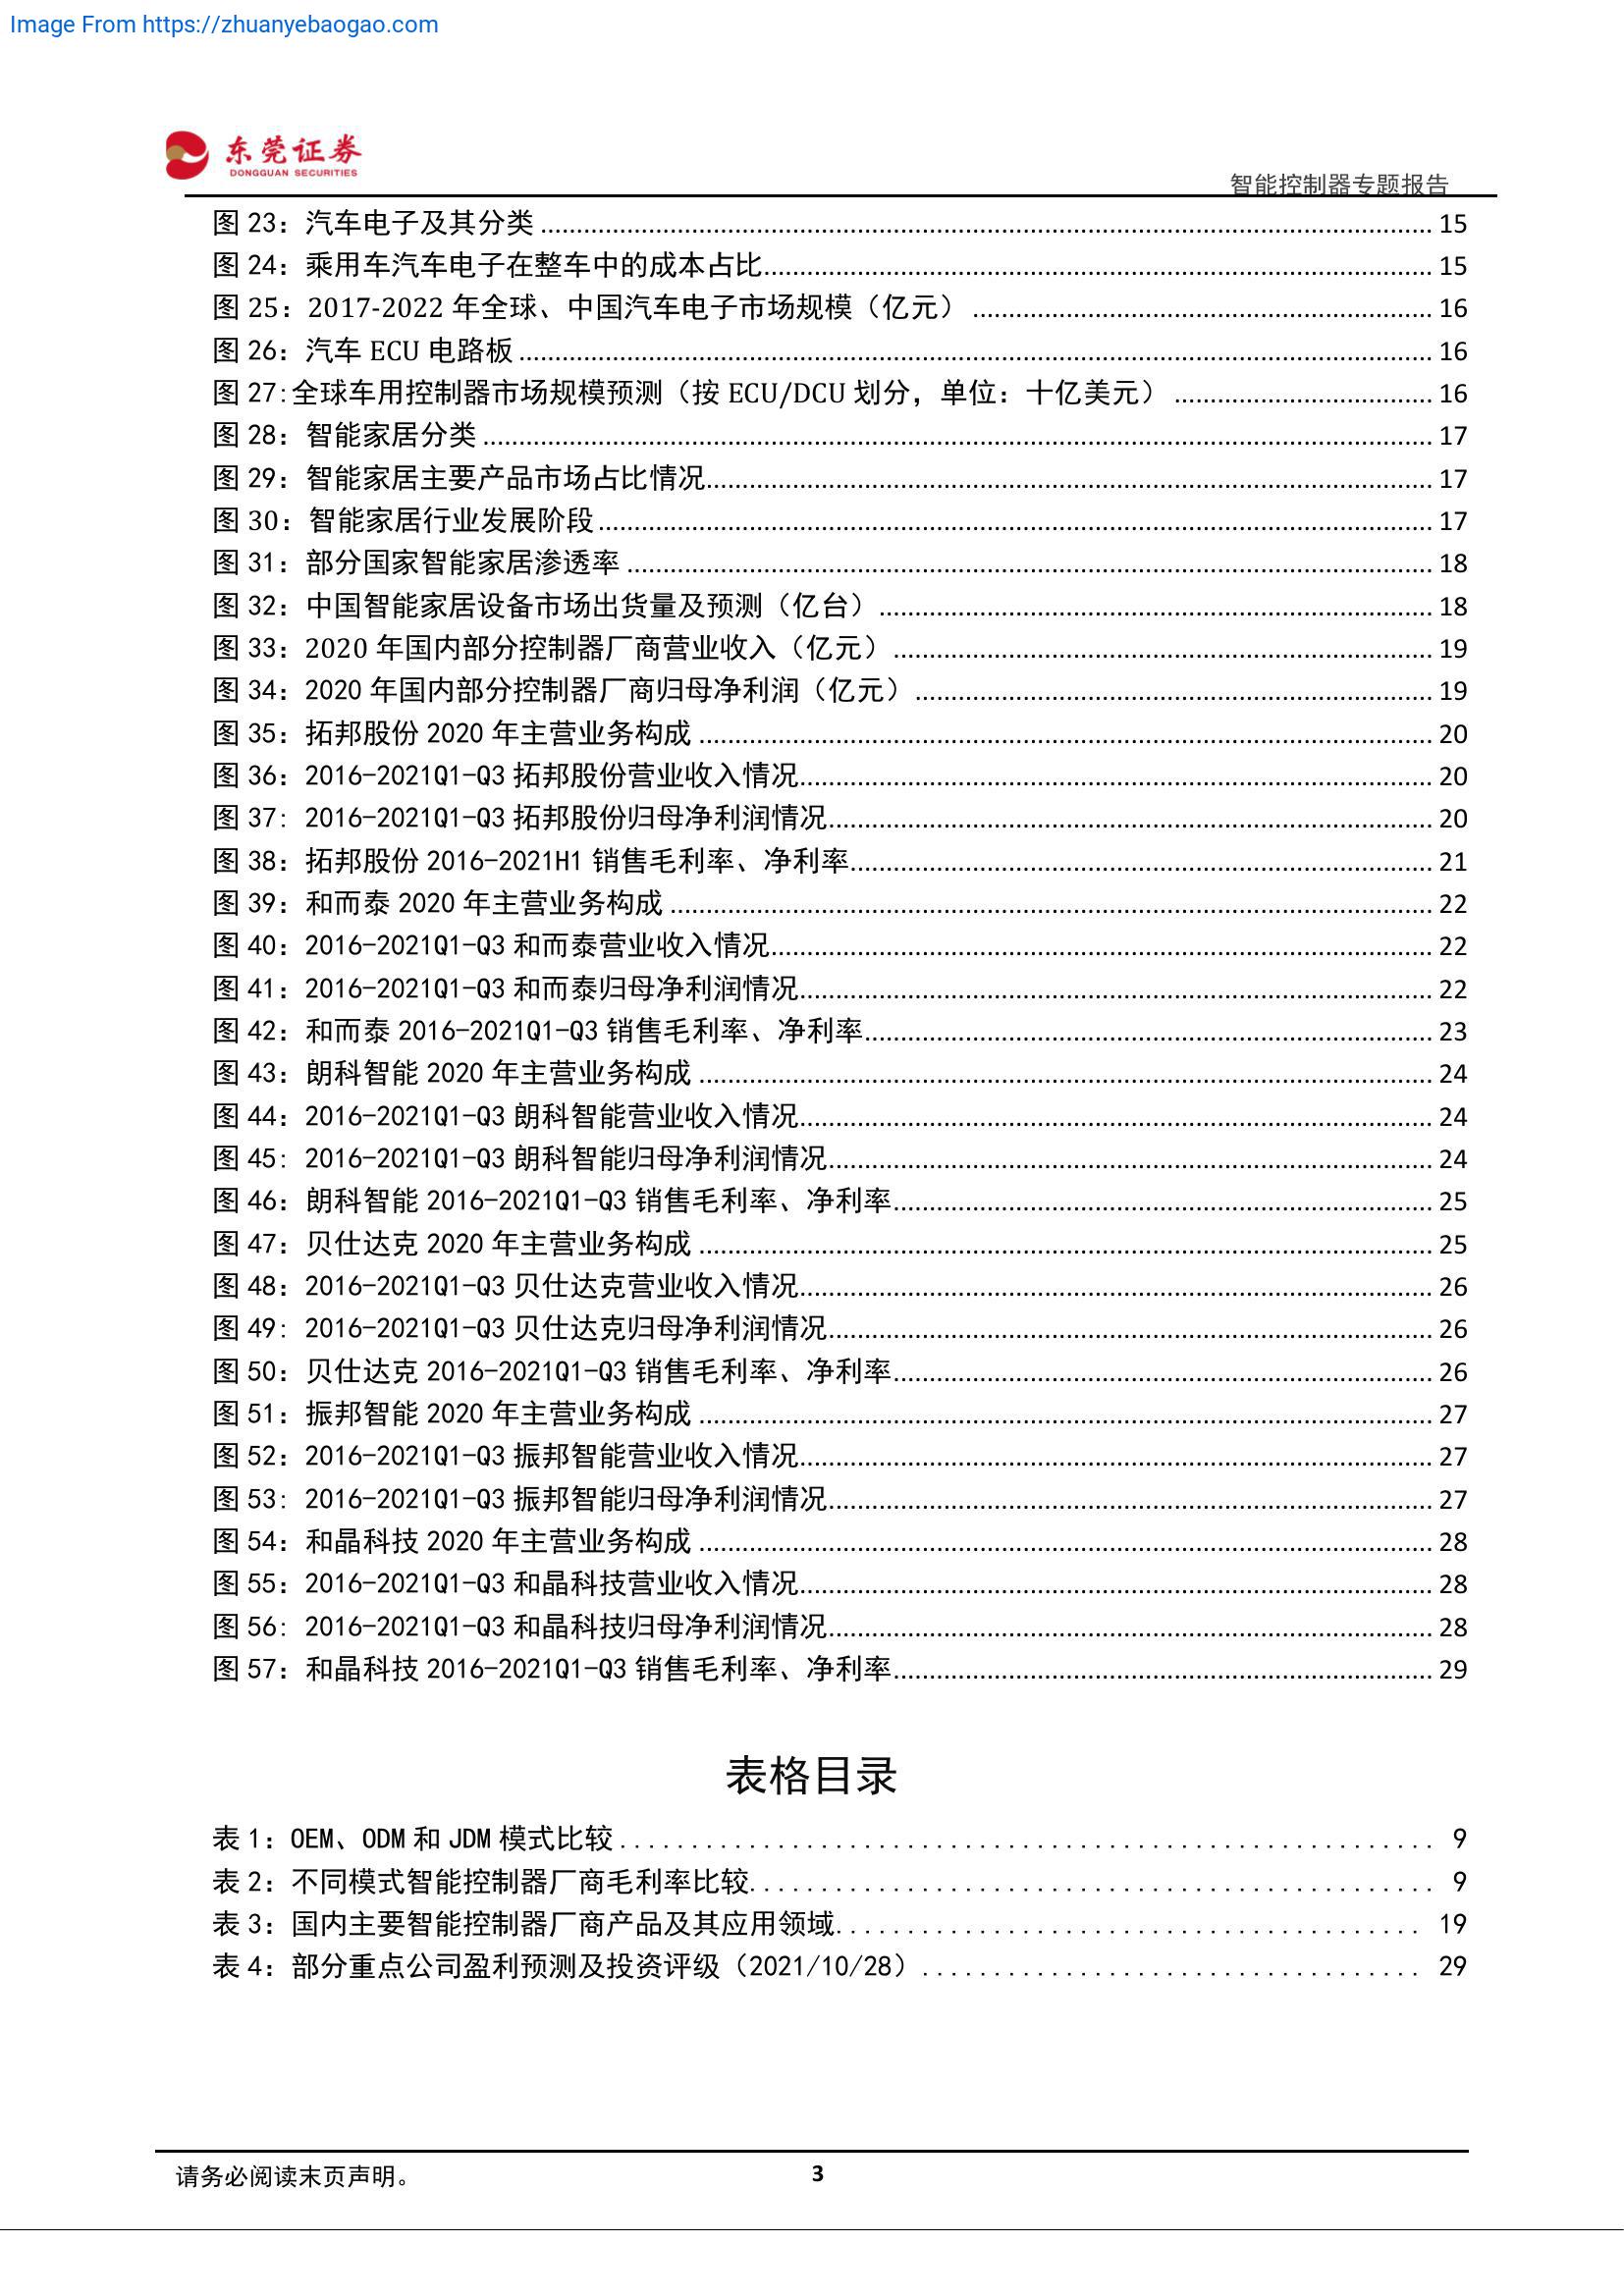 Image From https://zhuanyebaogao.com
东莞证券
DONGGUAN SECURITIES
智能控制器专题报告
图 23：汽车电子及其分类 ........ 15
图 24：乘用车汽车电子在整车中的成本占比 ........ 15
图 25：2017-2022 年全球、中国汽车电子市场规模（亿元） ........ 16
图 26：汽车 ECU 电路板 ........ 16
图 27:全球车用控制器市场规模预测（按 ECU/DCU 划分，单位：十亿美元） ........ 16
图 28：智能家居分类 ........ 17
图 29：智能家居主要产品市场占比情况 ........ 17
图 30：智能家居行业发展阶段 ........ 17
图 31：部分国家智能家居渗透率 ........ 18
图 32：中国智能家居设备市场出货量及预测（亿台） ........ 18
图 33：2020 年国内部分控制器厂商营业收入（亿元） ........ 19
图 34：2020 年国内部分控制器厂商归母净利润（亿元） ........ 19
图 35：拓邦股份 2020 年主营业务构成 ........ 20
图 36：2016-2021Q1-Q3 拓邦股份营业收入情况 ........ 20
图 37: 2016-2021Q1-Q3 拓邦股份归母净利润情况 ........ 20
图 38：拓邦股份 2016-2021H1 销售毛利率、净利率 ........ 21
图 39：和而泰 2020 年主营业务构成 ........ 22
图 40：2016-2021Q1-Q3 和而泰营业收入情况 ........ 22
图 41：2016-2021Q1-Q3 和而泰归母净利润情况 ........ 22
图 42：和而泰 2016-2021Q1-Q3 销售毛利率、净利率 ........ 23
图 43：朗科智能 2020 年主营业务构成 ........ 24
图 44：2016-2021Q1-Q3 朗科智能营业收入情况 ........ 24
图 45: 2016-2021Q1-Q3 朗科智能归母净利润情况 ........ 24
图 46：朗科智能 2016-2021Q1-Q3 销售毛利率、净利率 ........ 25
图 47：贝仕达克 2020 年主营业务构成 ........ 25
图 48：2016-2021Q1-Q3 贝仕达克营业收入情况 ........ 26
图 49: 2016-2021Q1-Q3 贝仕达克归母净利润情况 ........ 26
图 50：贝仕达克 2016-2021Q1-Q3 销售毛利率、净利率 ........ 26
图 51：振邦智能 2020 年主营业务构成 ........ 27
图 52：2016-2021Q1-Q3 振邦智能营业收入情况 ........ 27
图 53: 2016-2021Q1-Q3 振邦智能归母净利润情况 ........ 27
图 54：和晶科技 2020 年主营业务构成 ........ 28
图 55：2016-2021Q1-Q3 和晶科技营业收入情况 ........ 28
图 56: 2016-2021Q1-Q3 和晶科技归母净利润情况 ........ 28
图 57：和晶科技 2016-2021Q1-Q3 销售毛利率、净利率 ........ 29
表格目录
表 1：OEM、ODM 和 JDM 模式比较 ........ 9
表 2：不同模式智能控制器厂商毛利率比较 ........ 9
表 3：国内主要智能控制器厂商产品及其应用领域 ........ 19
表 4：部分重点公司盈利预测及投资评级（2021/10/28） ........ 29
请务必阅读末页声明。
3